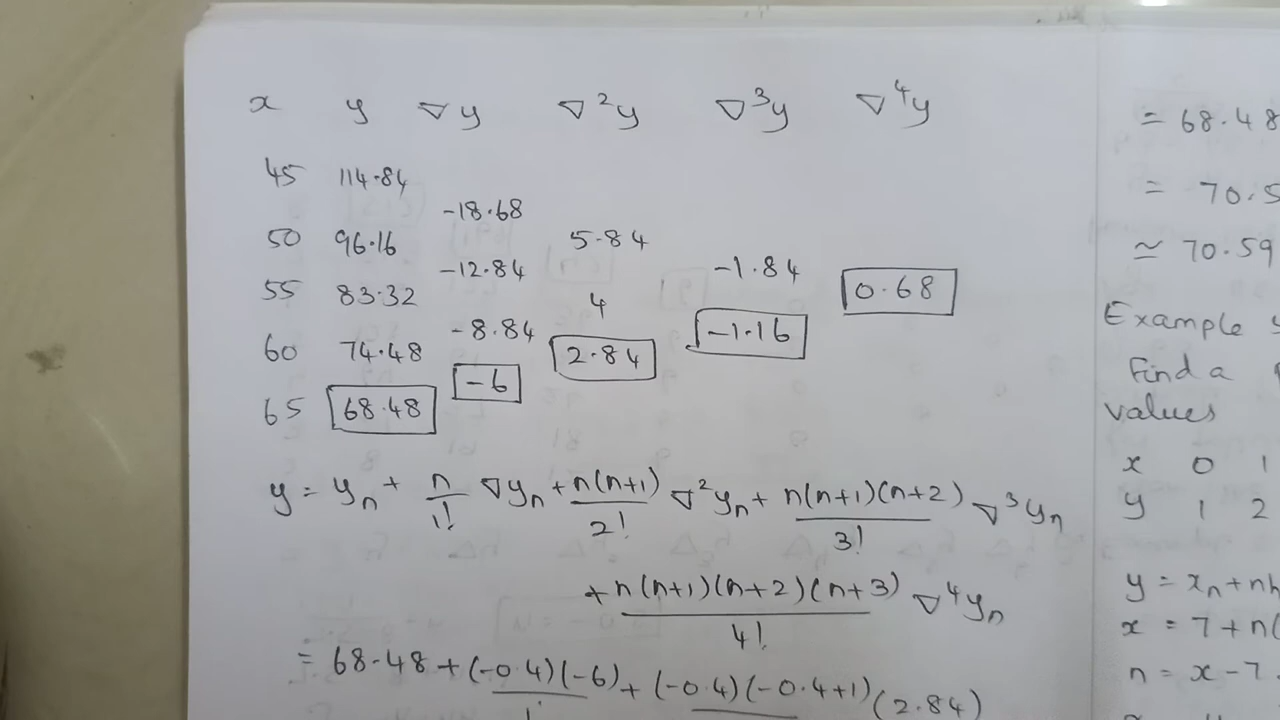 x y ∇y ∇²y ∇³y ∇⁴y
45 114.84
-18.68
50 96.16 5.84
-12.84 -1.84
55 83.32 4 0.68
-8.84 -1.16
60 74.48 2.84
-6
65 68.48
y = yₙ + n/1! ∇yₙ + n(n+1)/2! ∇²yₙ + n(n+1)(n+2)/3! ∇³yₙ
+ n(n+1)(n+2)(n+3)/4! ∇⁴yₙ
= 68.48 + (-0.4)(-6)/1! + (-0.4)(-0.4+1)(2.84)
= 68.48
= 70.5
≃ 70.59
Example
Find a
values
x 0 1
y 1 2
y = xₙ + nh
x = 7 + n(
n = x - 7